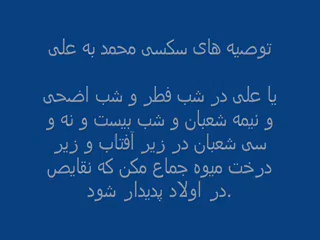 توصیه های سکسی محمد به علی
یا علی در شب فطر و شب اضحی
و نیمه شعبان و شب بیست و نه و
سی شعبان در زیر آفتاب و زیر
درخت میوه جماع مکن که نقایص
در اولاد پدیدار شود.